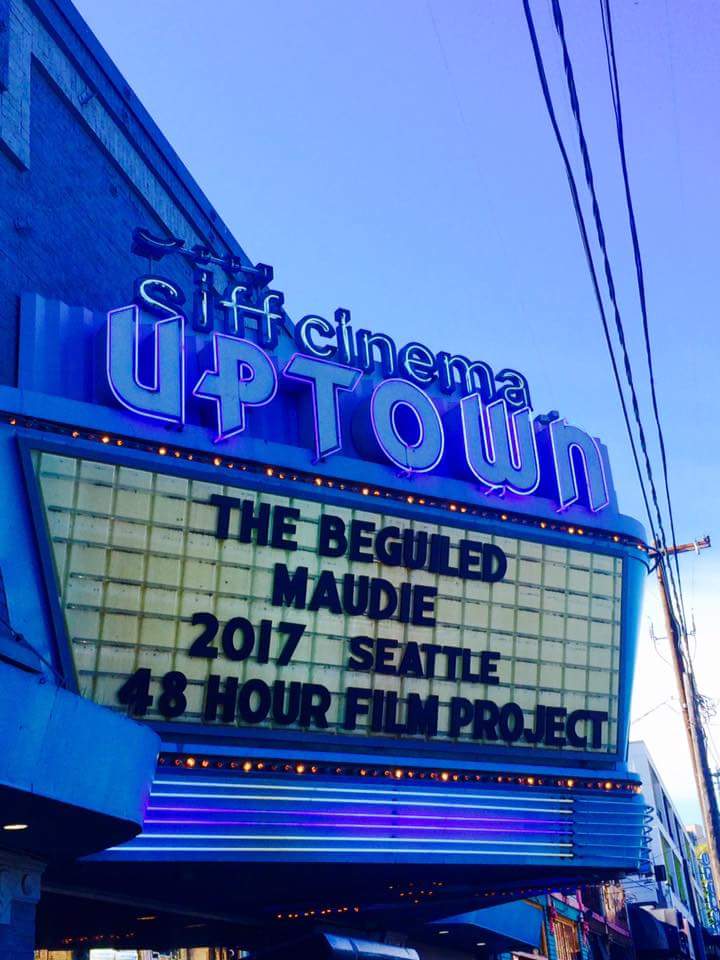 siff cinema
UPTOWN
THE BEGUILED
MAUDIE
2017 SEATTLE
48 HOUR FILM PROJECT